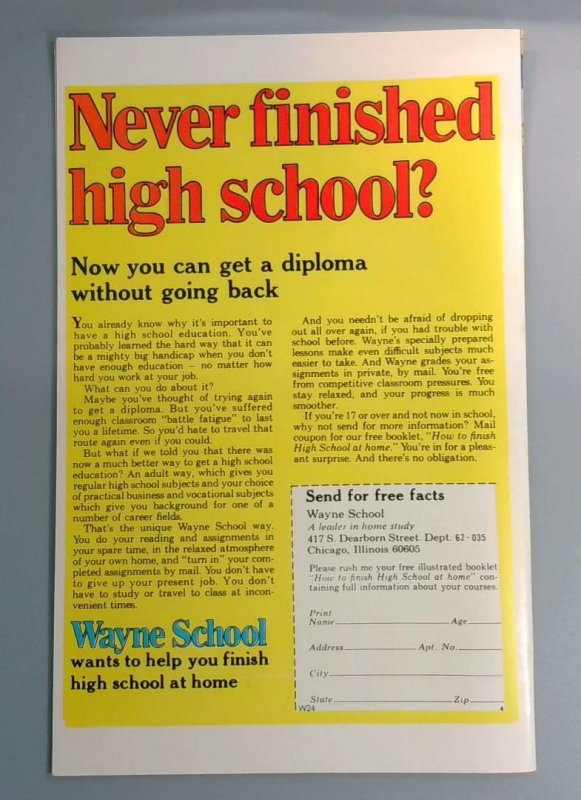 Never finished
high school?
Now you can get a diploma
without going back
You already know why it's important to
have a high school education. You've
probably learned the hard way that it can
be a mighty big handicap when you don't
have enough education — no matter how
hard you work at your job.
What can you do about it?
Maybe you've thought of trying again
to get a diploma. But you've suffered
enough classroom "battle fatigue" to last
you a lifetime. So you'd hate to travel that
route again even if you could.
But what if we told you that there was
now a much better way to get a high school
education? An adult way, which gives you
regular high school subjects and your choice
of practical business and vocational subjects
which give you background for one of a
number of career fields.
That's the unique Wayne School way.
You do your reading and assignments in
your spare time, in the relaxed atmosphere
of your own home, and "turn in" your com-
pleted assignments by mail. You don't have
to give up your present job. You don't
have to study or travel to class at incon-
venient times.
Wayne School
wants to help you finish
high school at home
And you needn't be afraid of dropping
out all over again, if you had trouble with
school before. Wayne's specially prepared
lessons make even difficult subjects much
easier to take. And Wayne grades your as-
signments in private, by mail. You're free
from competitive classroom pressures. You
stay relaxed, and your progress is much
smoother.
If you're 17 or over and not now in school,
why not send for more information? Mail
coupon for our free booklet, "How to finish
High School at home." You're in for a pleas-
ant surprise. And there's no obligation.
Send for free facts
Wayne School
A leader in home study
417 S. Dearborn Street. Dept. 62-035
Chicago, Illinois 60605
Please rush me your free illustrated booklet
"How to finish High School at home" con-
taining full information about your courses.
Print
Name Age
Address Apt. No.
City
State Zip
W24 4